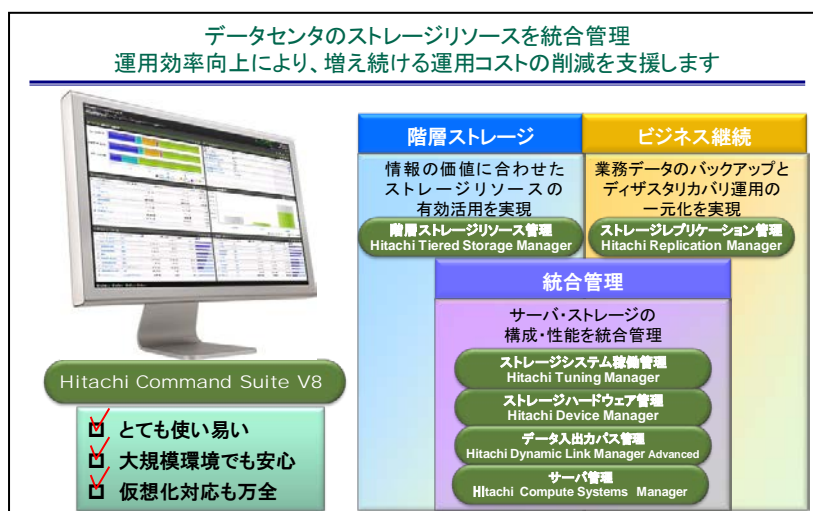 データセンタのストレージリソースを統合管理
運用効率向上により、増え続ける運用コストの削減を支援します
階層ストレージ
情報の価値に合わせた
ストレージリソースの
有効活用を実現
階層ストレージリソース管理
Hitachi Tiered Storage Manager
ビジネス継続
業務データのバックアップと
ディザスタリカバリ運用の
一元化を実現
ストレージレプリケーション管理
Hitachi Replication Manager
統合管理
サーバ・ストレージの
構成・性能を統合管理
ストレージシステム稼働管理
Hitachi Tuning Manager
ストレージハードウェア管理
Hitachi Device Manager
データ入出力パス管理
Hitachi Dynamic Link Manager Advanced
サーバ管理
Hitachi Compute Systems Manager
Hitachi Command Suite V8
とても使い易い
大規模環境でも安心
仮想化対応も万全